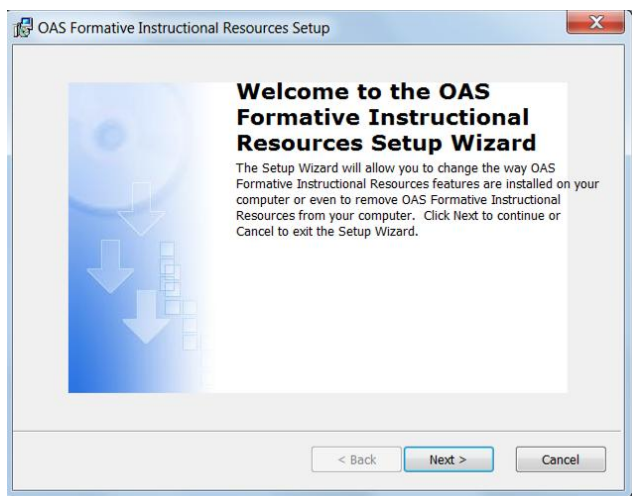 OAS Formative Instructional Resources Setup
Welcome to the OAS
Formative Instructional
Resources Setup Wizard
The Setup Wizard will allow you to change the way OAS
Formative Instructional Resources features are installed on your
computer or even to remove OAS Formative Instructional
Resources from your computer. Click Next to continue or
Cancel to exit the Setup Wizard.
< Back Next > Cancel